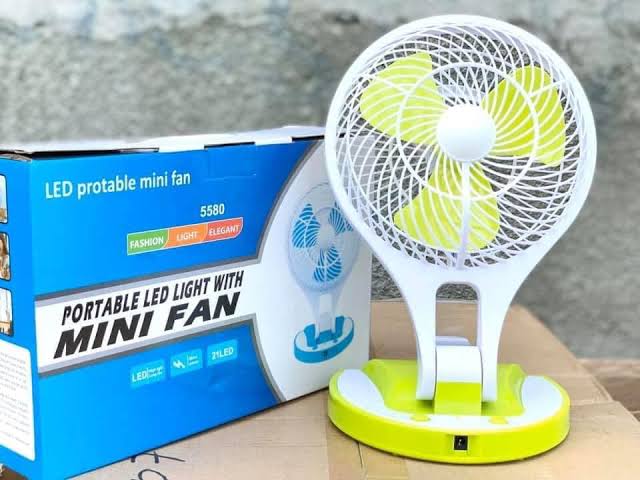 LED protable mini fan
5580
FASHION LIGHT ELEGANT
PORTABLE LED LIGHT WITH
MINI FAN
LED
21LED